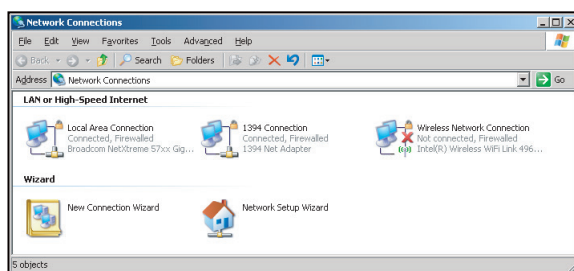 Network Connections
File Edit View Favorites Tools Advanced Help
Back Search Folders
Address Network Connections Go
LAN or High-Speed Internet
Local Area Connection
Connected, Firewalled
Broadcom NetXtreme 57xx Gig...
1394 Connection
Connected, Firewalled
1394 Net Adapter
Wireless Network Connection
Not connected, Firewalled
Intel(R) Wireless WiFi Link 496...
Wizard
New Connection Wizard
Network Setup Wizard
5 objects